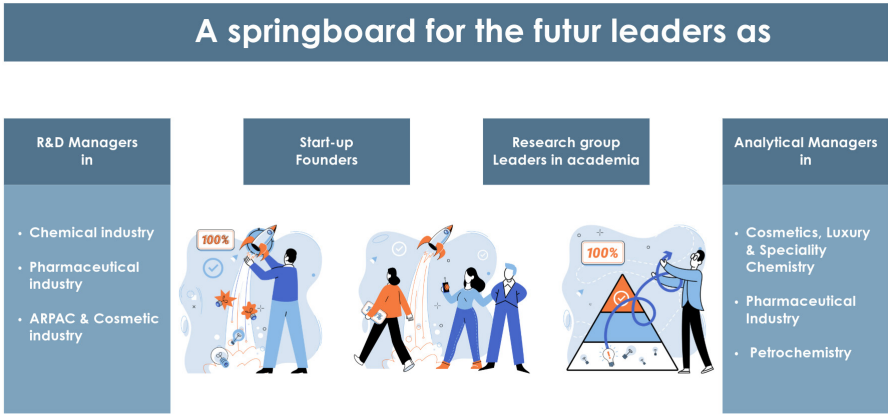 A springboard for the futur leaders as
R&D Managers
in
• Chemical industry
• Pharmaceutical
industry
• ARPAC & Cosmetic
industry
Start-up
Founders
Research group
Leaders in academia
Analytical Managers
in
• Cosmetics, Luxury
& Speciality
Chemistry
• Pharmaceutical
Industry
• Petrochemistry
100%
100%